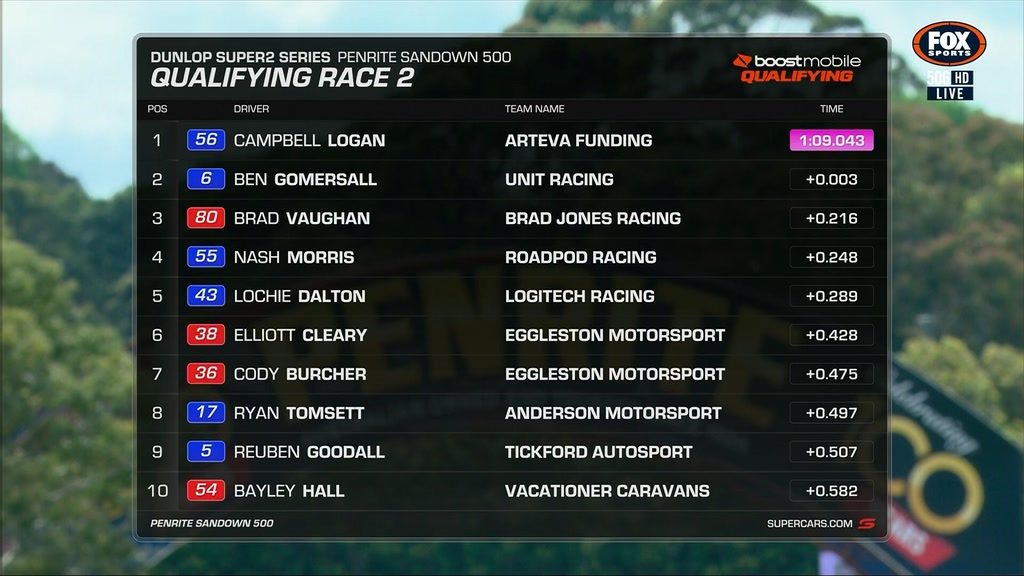 DUNLOP SUPER2 SERIES PENRITE SANDOWN 500
QUALIFYING RACE 2
boostmobile
QUALIFYING
FOX
SPORTS
506 HD
LIVE
POS DRIVER TEAM NAME TIME
1 56 CAMPBELL LOGAN ARTEVA FUNDING 1:09.043
2 6 BEN GOMERSALL UNIT RACING +0.003
3 80 BRAD VAUGHAN BRAD JONES RACING +0.216
4 55 NASH MORRIS ROADPOD RACING +0.248
5 43 LOCHIE DALTON LOGITECH RACING +0.289
6 38 ELLIOTT CLEARY EGGLESTON MOTORSPORT +0.428
7 36 CODY BURCHER EGGLESTON MOTORSPORT +0.475
8 17 RYAN TOMSETT ANDERSON MOTORSPORT +0.497
9 5 REUBEN GOODALL TICKFORD AUTOSPORT +0.507
10 54 BAYLEY HALL VACATIONER CARAVANS +0.582
PENRITE SANDOWN 500 SUPERCARS.COM
PENRITE
Celebrating
YEARS